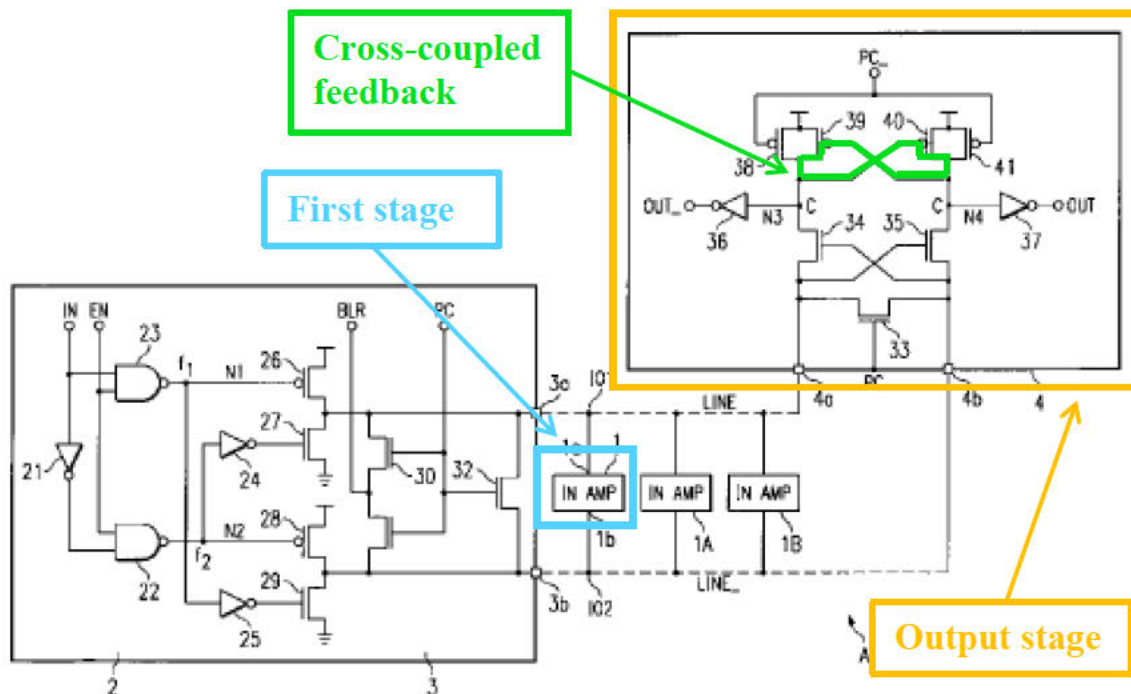 Cross-coupled
feedback
First stage
Output stage
PC_
39
40
38
41
OUT_
N3
C
C
N4
OUT
36
34
35
37
33
4a
4b
4
IN EN
BLR
PC
23
f1
N1
26
3a
LINE
27
21
24
30
32
1
IN AMP
IN AMP
IN AMP
1b
1A
1B
28
N2
f2
22
29
25
3b
LINE_
IO2
2
3